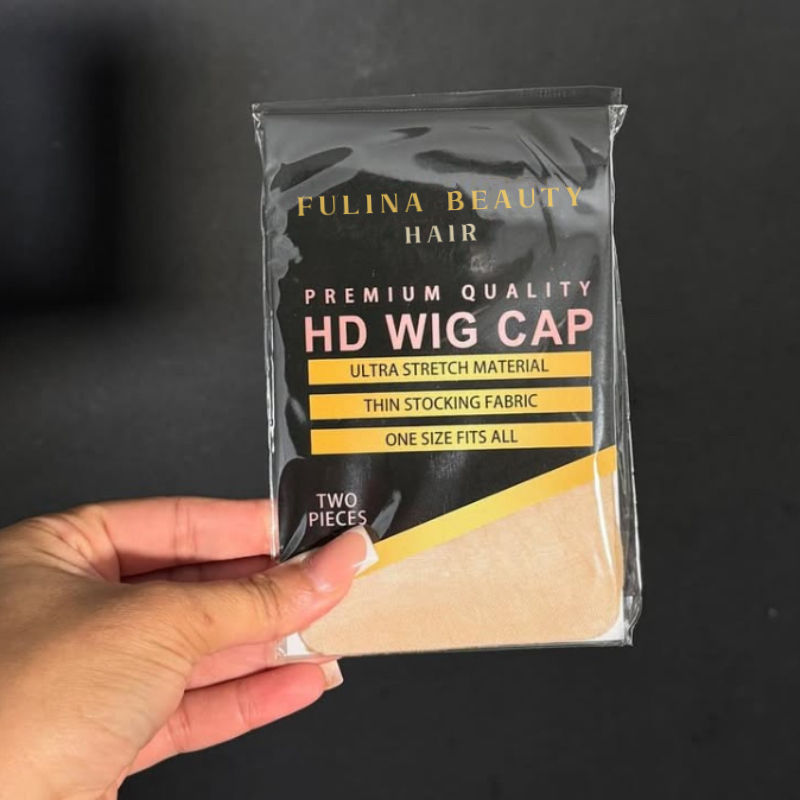 FULINA BEAUTY
HAIR
PREMIUM QUALITY
HD WIG CAP
ULTRA STRETCH MATERIAL
THIN STOCKING FABRIC
ONE SIZE FITS ALL
TWO
PIECES